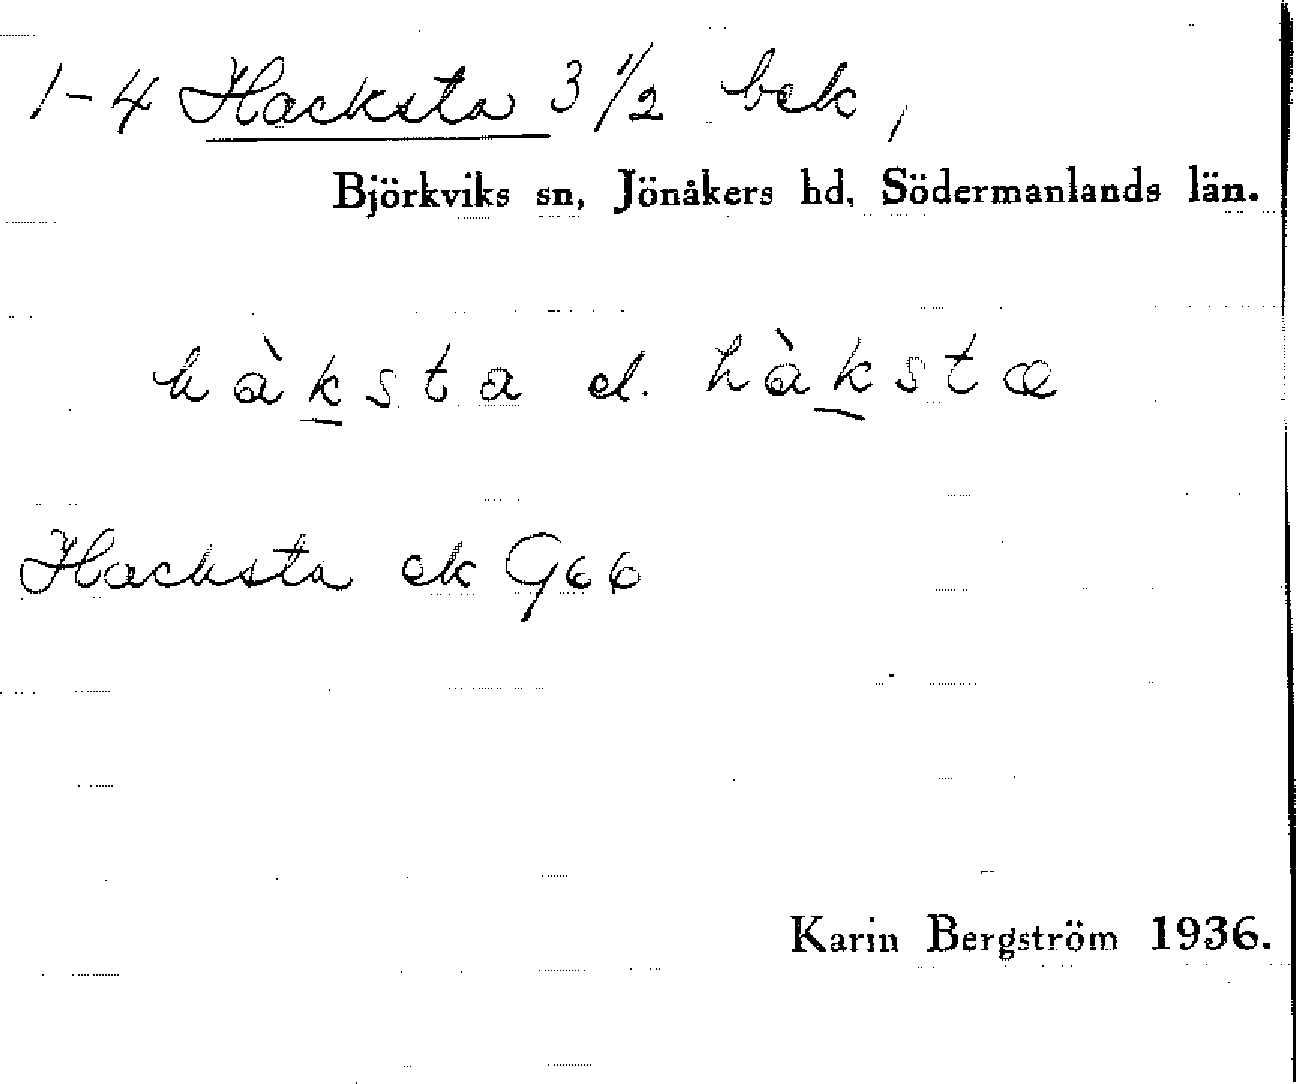 1-4 Hacksta 3 1/2 bek,
Björkviks sn, Jönåkers hd, Södermanlands län.
hàksta el. hàkstæ
Hacksta ek G66
Karin Bergström 1936.